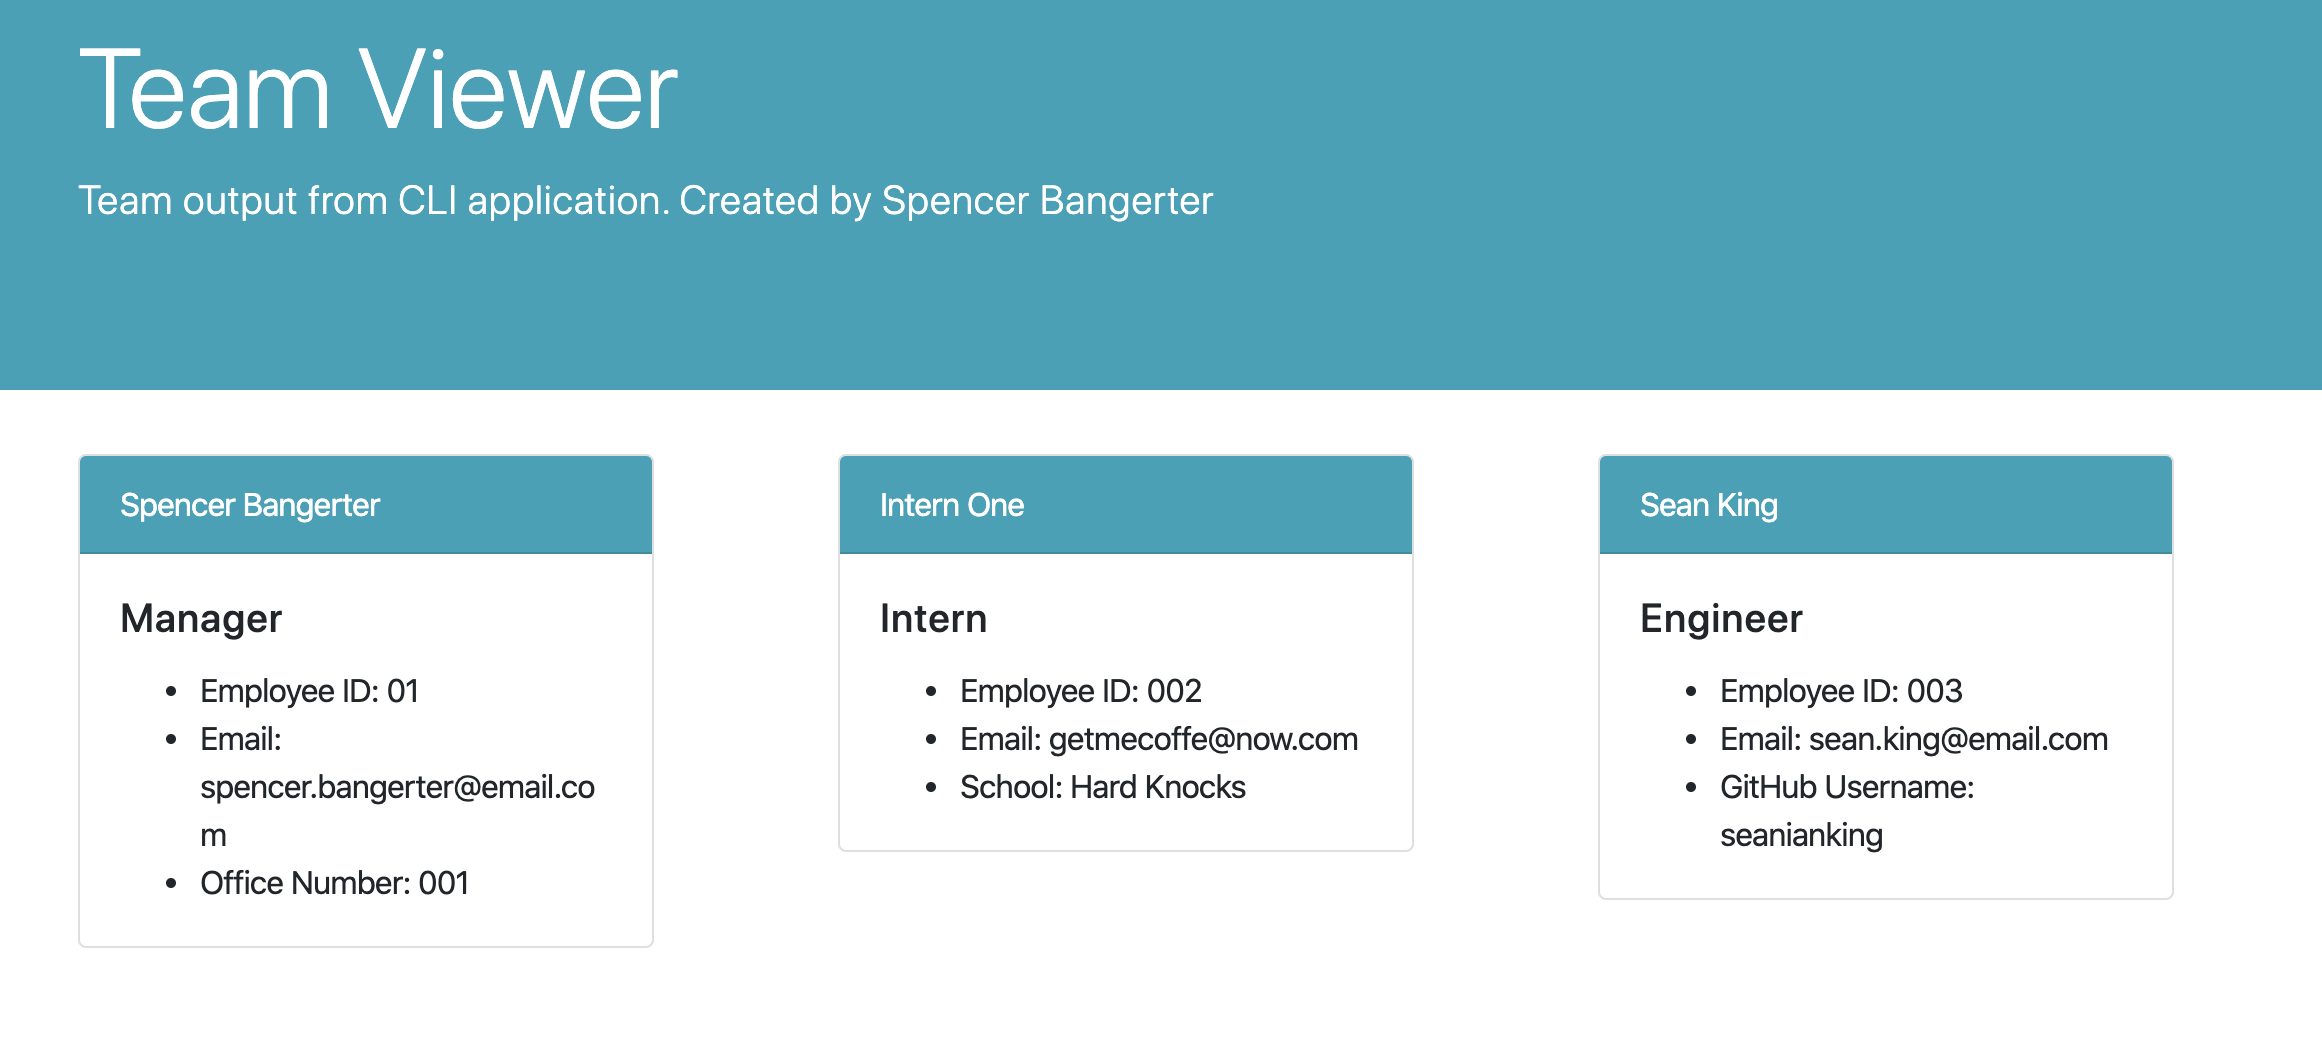 Team Viewer
Team output from CLI application. Created by Spencer Bangerter
Spencer Bangerter
Manager
• Employee ID: 01
• Email:
spencer.bangerter@email.co
m
• Office Number: 001
Intern One
Intern
• Employee ID: 002
• Email: getmecoffe@now.com
• School: Hard Knocks
Sean King
Engineer
• Employee ID: 003
• Email: sean.king@email.com
• GitHub Username:
seanianking